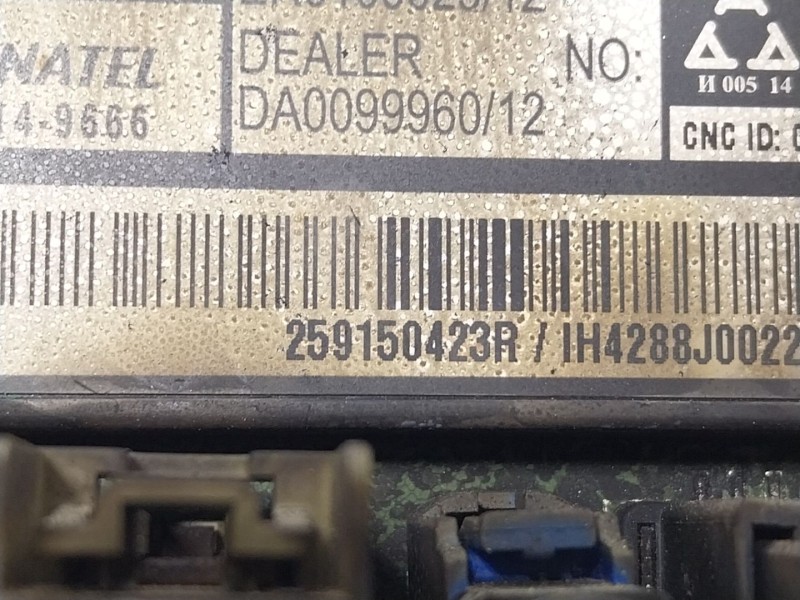 DEALER NO:
DA0099960/12
NATEL
14-9666
И 005 14
CNC ID:
259150423R / IH4288J0022